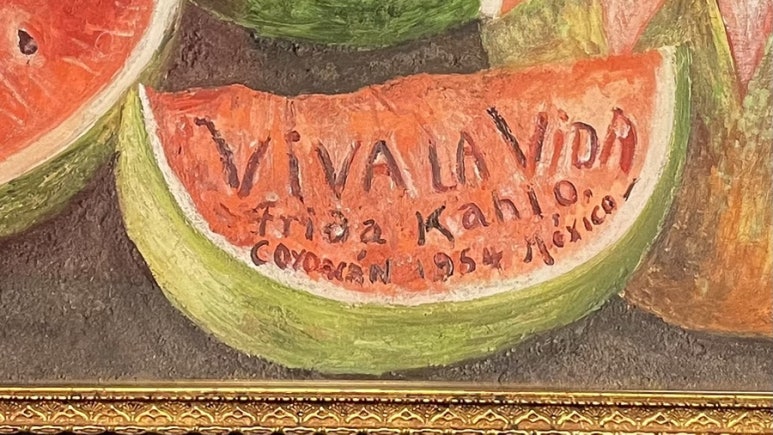 ViVA LA ViDA
Frida Kahlo.
COYOACÁN 1954 México!